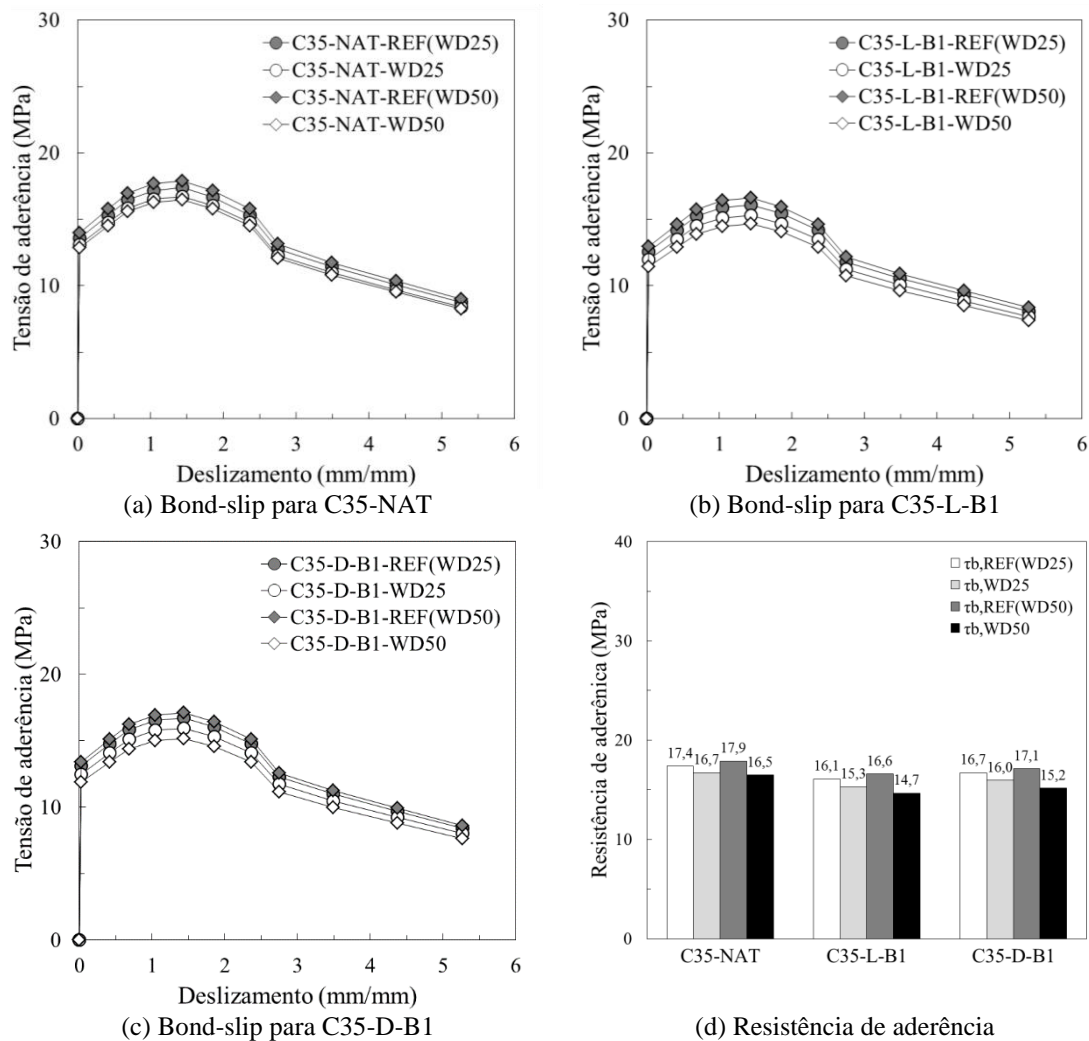 30
20
10
0
Tensão de aderência (MPa)
C35-NAT-REF(WD25)
C35-NAT-WD25
C35-NAT-REF(WD50)
C35-NAT-WD50
0 1 2 3 4 5 6
Deslizamento (mm/mm)
(a) Bond-slip para C35-NAT
30
20
10
0
Tensão de aderência (MPa)
C35-L-B1-REF(WD25)
C35-L-B1-WD25
C35-L-B1-REF(WD50)
C35-L-B1-WD50
0 1 2 3 4 5 6
Deslizamento (mm/mm)
(b) Bond-slip para C35-L-B1
30
20
10
0
Tensão de aderência (MPa)
C35-D-B1-REF(WD25)
C35-D-B1-WD25
C35-D-B1-REF(WD50)
C35-D-B1-WD50
0 1 2 3 4 5 6
Deslizamento (mm/mm)
(c) Bond-slip para C35-D-B1
40
30
20
10
0
Resistência de aderênica (MPa)
τb,REF(WD25)
τb,WD25
τb,REF(WD50)
τb,WD50
17,4 16,7 17,9 16,5 16,1 15,3 16,6 14,7 16,7 16,0 17,1 15,2
C35-NAT C35-L-B1 C35-D-B1
(d) Resistência de aderência